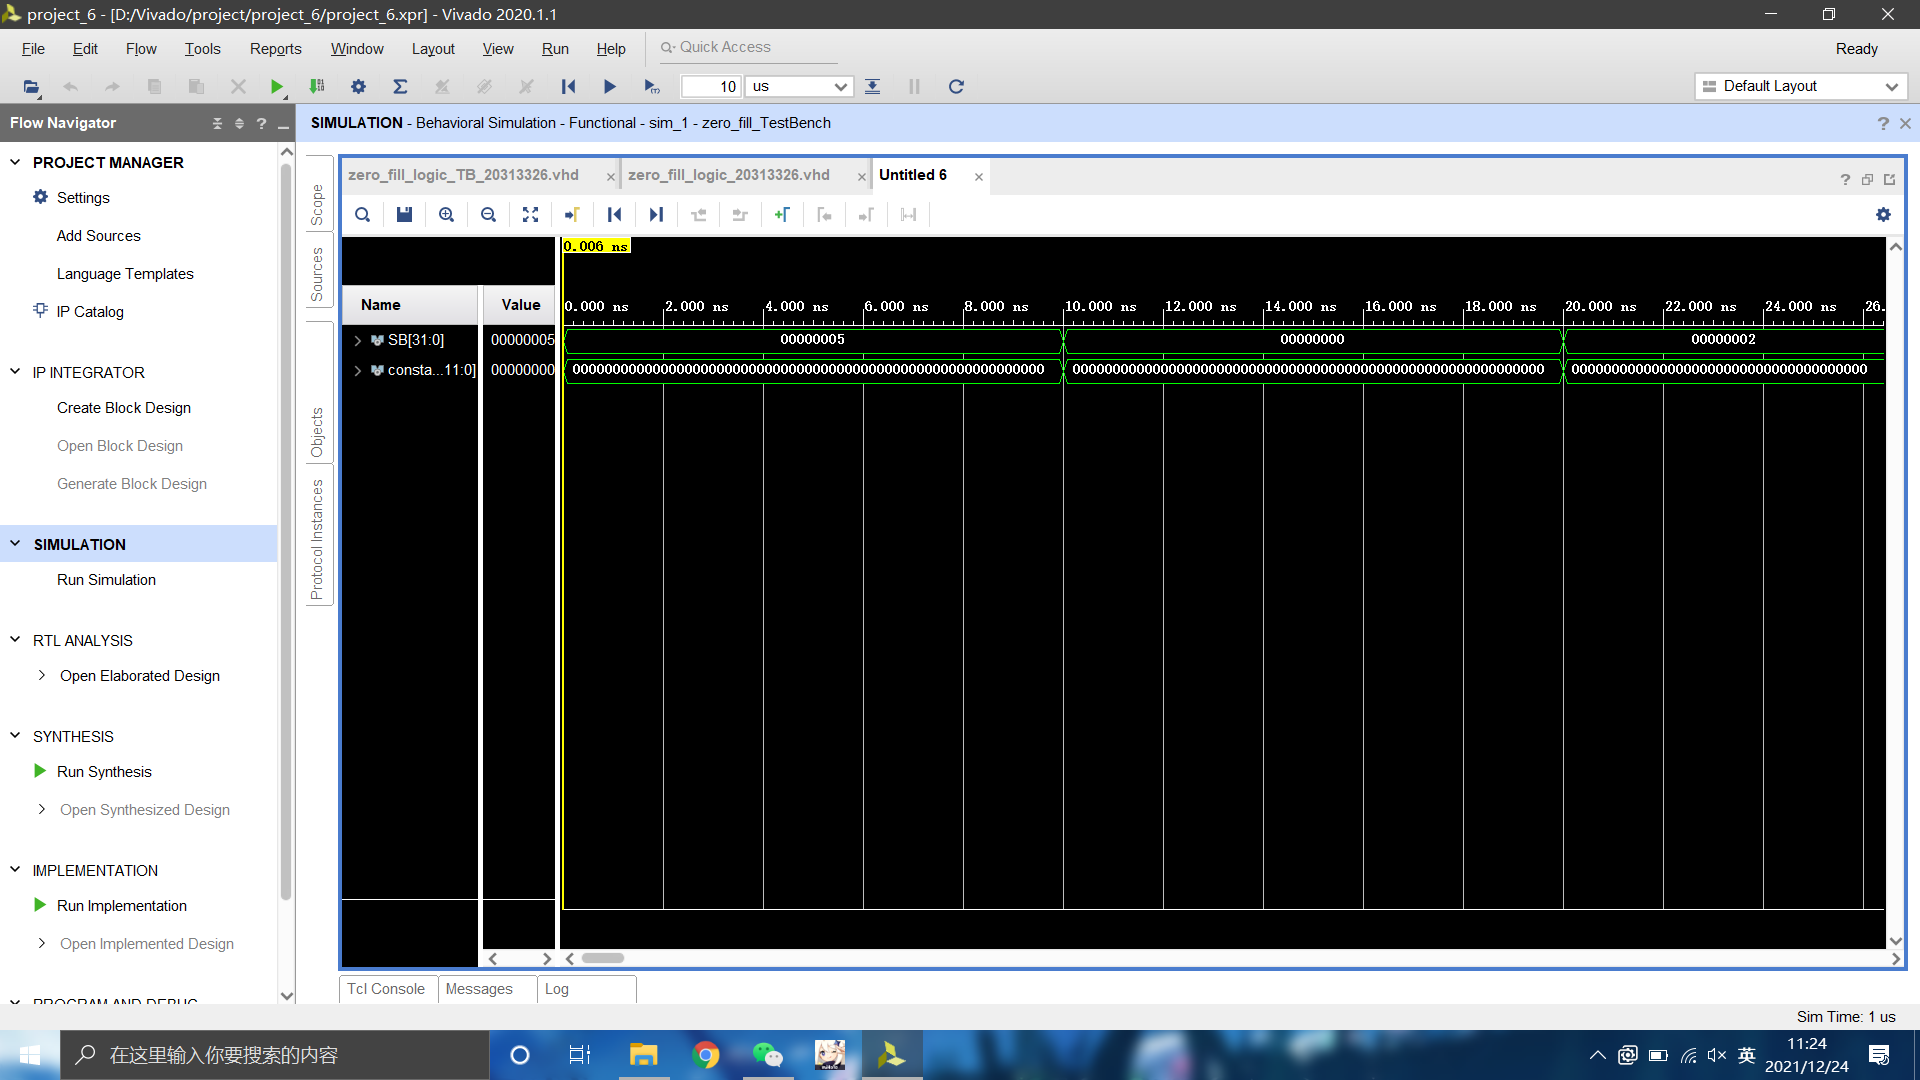 project_6 - [D:/Vivado/project/project_6/project_6.xpr] - Vivado 2020.1.1
File Edit Flow Tools Reports Window Layout View Run Help Quick Access Ready
10 us Default Layout
Flow Navigator
SIMULATION - Behavioral Simulation - Functional - sim_1 - zero_fill_TestBench
PROJECT MANAGER
Settings
Add Sources
Language Templates
IP Catalog
IP INTEGRATOR
Create Block Design
Open Block Design
Generate Block Design
SIMULATION
Run Simulation
RTL ANALYSIS
Open Elaborated Design
SYNTHESIS
Run Synthesis
Open Synthesized Design
IMPLEMENTATION
Run Implementation
Open Implemented Design
PROGRAM AND DEBUG
Scope
Sources
Objects
Protocol Instances
zero_fill_logic_TB_20313326.vhd zero_fill_logic_20313326.vhd Untitled 6
0.006 ns
Name Value 0.000 ns 2.000 ns 4.000 ns 6.000 ns 8.000 ns 10.000 ns 12.000 ns 14.000 ns 16.000 ns 18.000 ns 20.000 ns 22.000 ns 24.000 ns 26.
SB[31:0] 00000005 00000005 00000000 00000002
consta...11:0] 00000000 00000000000000000000000000000000000000000000000000000000000 00000000000000000000000000000000000000000000000000000000000 0000000000000000000000000000000000000
Tcl Console Messages Log
Sim Time: 1 us
在这里输入你要搜索的内容
英
11:24
2021/12/24